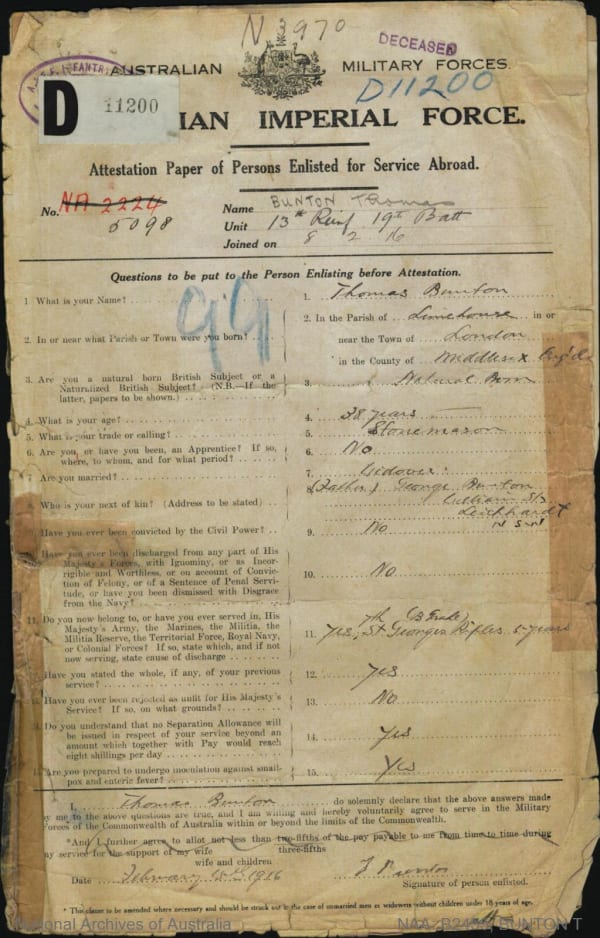 N 3970
DECEASED
AUSTRALIAN MILITARY FORCES.
D11200
D 11200
IAN IMPERIAL FORCE.
Attestation Paper of Persons Enlisted for Service Abroad.
No. NA 2224
5098
Name BUNTON Thomas
Unit 13th Reinf 19th Batt
Joined on 8 2 16
Questions to be put to the Person Enlisting before Attestation.
99
1. What is your Name?
1. Thomas Bunton
2. In or near what Parish or Town were you born?
2. In the Parish of Limehouse in or
near the Town of London
in the County of Middlesex
3. Are you a natural born British Subject or a
Naturalized British Subject? (N.B.—If the
latter, papers to be shown.)
3. Natural Born
4. What is your age?
4. 38 years
5. What is your trade or calling?
5. Stonemason
6. Are you, or have you been, an Apprentice? If so,
where, to whom, and for what period?
6. No
7. Are you married?
7. Widower.
8. Who is your next of kin? (Address to be stated)
8. (Father) George Bunton
William St
Leichhardt
N S W
9. Have you ever been convicted by the Civil Power?
9. No
Have you ever been discharged from any part of His
Majesty's Forces, with Ignominy, or as Incor-
rigible and Worthless, or on account of Convic-
tion of Felony, or of a Sentence of Penal Servi-
tude, or have you been dismissed with Disgrace
from the Navy?
10. No
11. Do you now belong to, or have you ever served in, His
Majesty's Army, the Marines, the Militia, the
Militia Reserve, the Territorial Force, Royal Navy,
or Colonial Forces? If so, state which, and if not
now serving, state cause of discharge
7th
11. Yes, St Georges Rifles 5 years
Have you stated the whole, if any, of your previous
service?
12. Yes
Have you ever been rejected as unfit for His Majesty's
Service? If so, on what grounds?
13. No
Do you understand that no Separation Allowance will
be issued in respect of your service beyond an
amount which together with Pay would reach
eight shillings per day
14. Yes
Are you prepared to undergo inoculation against small-
pox and enteric fever?
15. Yes
I, Thomas Bunton do solemnly declare that the above answers made
by me to the above questions are true, and I am willing and hereby voluntarily agree to serve in the Military
Forces of the Commonwealth of Australia within or beyond the limits of the Commonwealth.
*And I further agree to allot not less than two-fifths of the pay payable to me from time to time during
three-fifths
my service for the support of my wife
wife and children
Date February 1916
T Bunton
Signature of person enlisted.
* This clause to be amended where necessary and should be struck out in the case of unmarried men or widowers without children under 18 years of age.
National Archives of Australia
NAA: B2455, BUNTON T